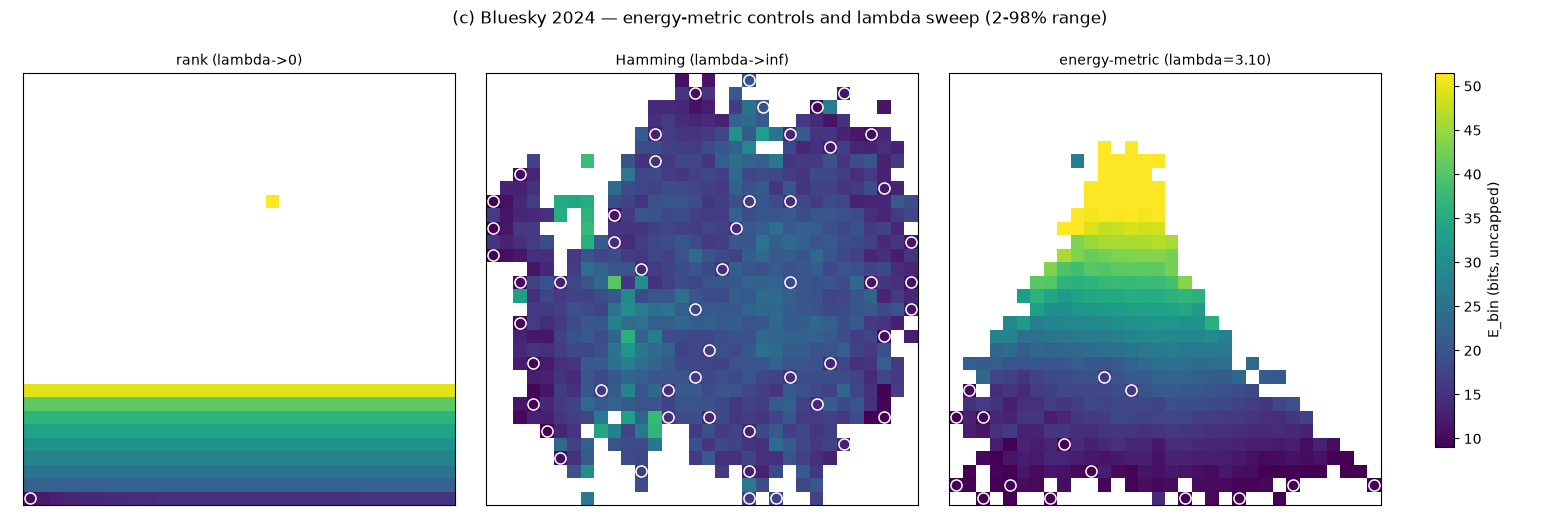 (c) Bluesky 2024 — energy-metric controls and lambda sweep (2-98% range)
rank (lambda->0)
Hamming (lambda->inf)
energy-metric (lambda=3.10)
50
45
40
35
30
25
20
15
10
E_bin (bits, uncapped)